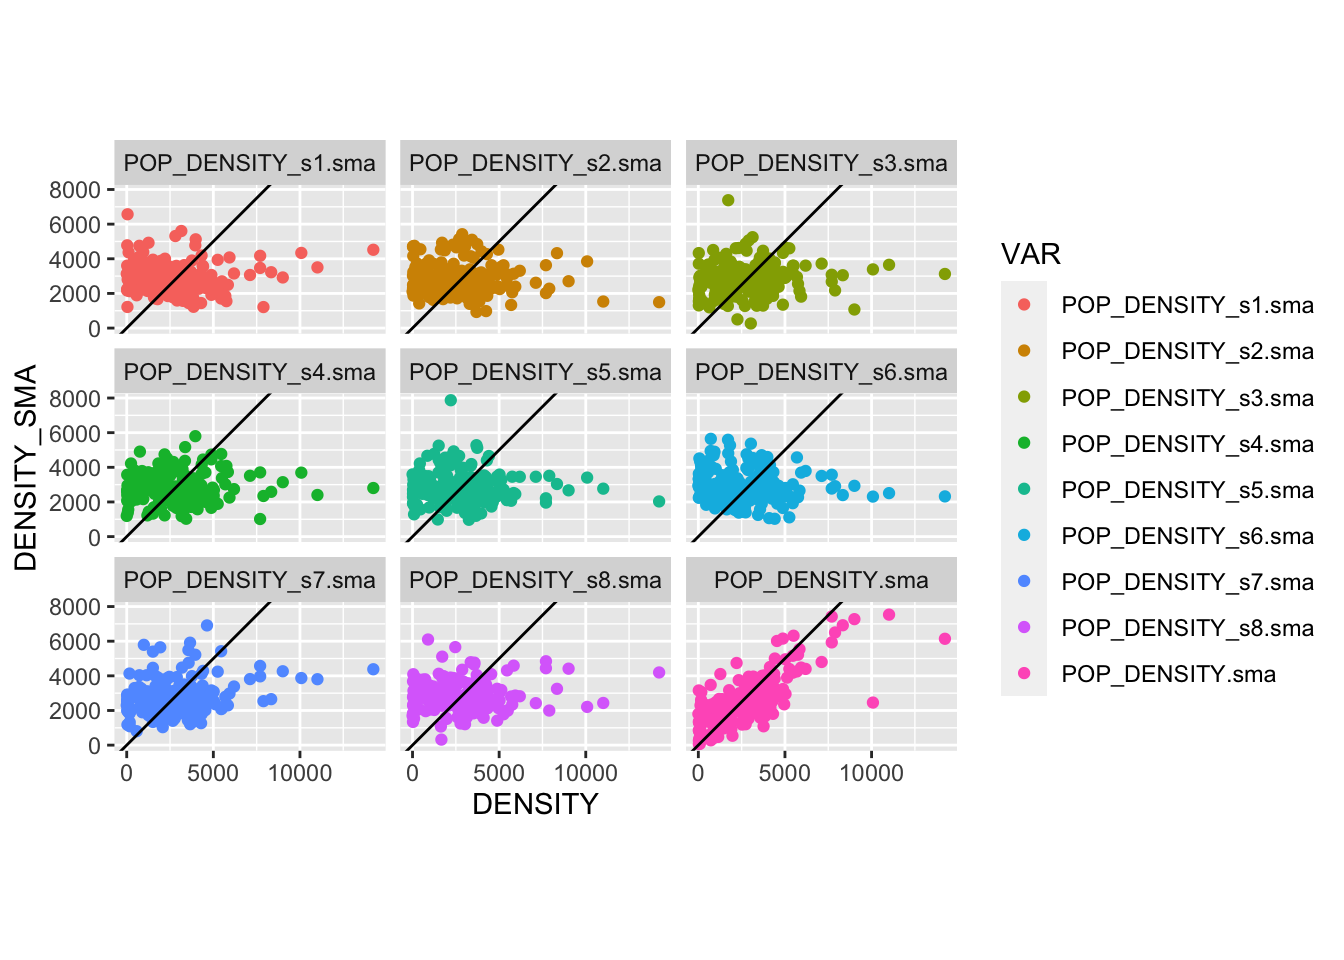 POP_DENSITY_s1.sma POP_DENSITY_s2.sma POP_DENSITY_s3.sma
8000
6000
4000
2000
0
POP_DENSITY_s4.sma POP_DENSITY_s5.sma POP_DENSITY_s6.sma
8000
6000
4000
2000
0
POP_DENSITY_s7.sma POP_DENSITY_s8.sma POP_DENSITY.sma
8000
6000
4000
2000
0
0 5000 10000 0 5000 10000 0 5000 10000
DENSITY
DENSITY_SMA
VAR
POP_DENSITY_s1.sma
POP_DENSITY_s2.sma
POP_DENSITY_s3.sma
POP_DENSITY_s4.sma
POP_DENSITY_s5.sma
POP_DENSITY_s6.sma
POP_DENSITY_s7.sma
POP_DENSITY_s8.sma
POP_DENSITY.sma